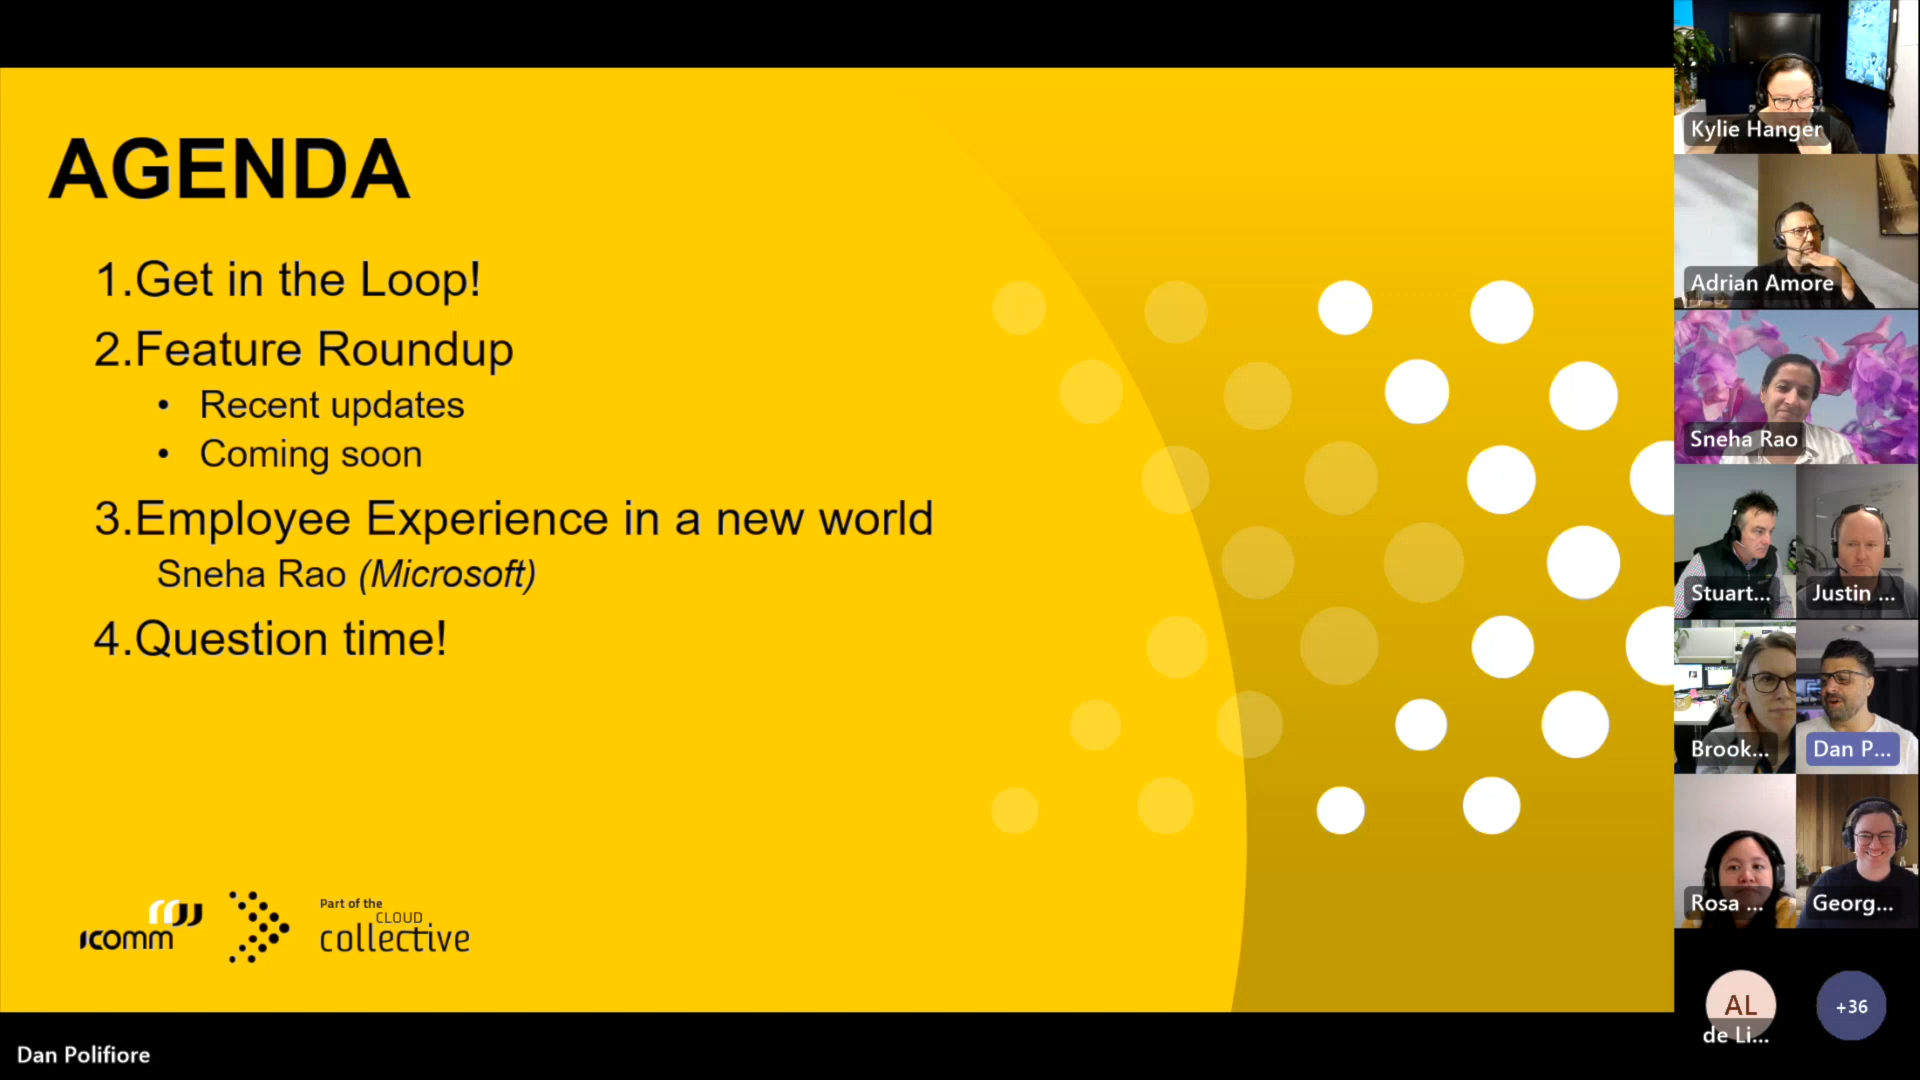 AGENDA
1.Get in the Loop!
2.Feature Roundup
• Recent updates
• Coming soon
3.Employee Experience in a new world
Sneha Rao (Microsoft)
4.Question time!
ICOMM
Part of the
CLOUD
collective
Dan Polifiore
Kylie Hanger
Adrian Amore
Sneha Rao
Stuart...
Justin ...
Brook...
Dan P...
Rosa ...
Georg...
AL
de Li...
+36